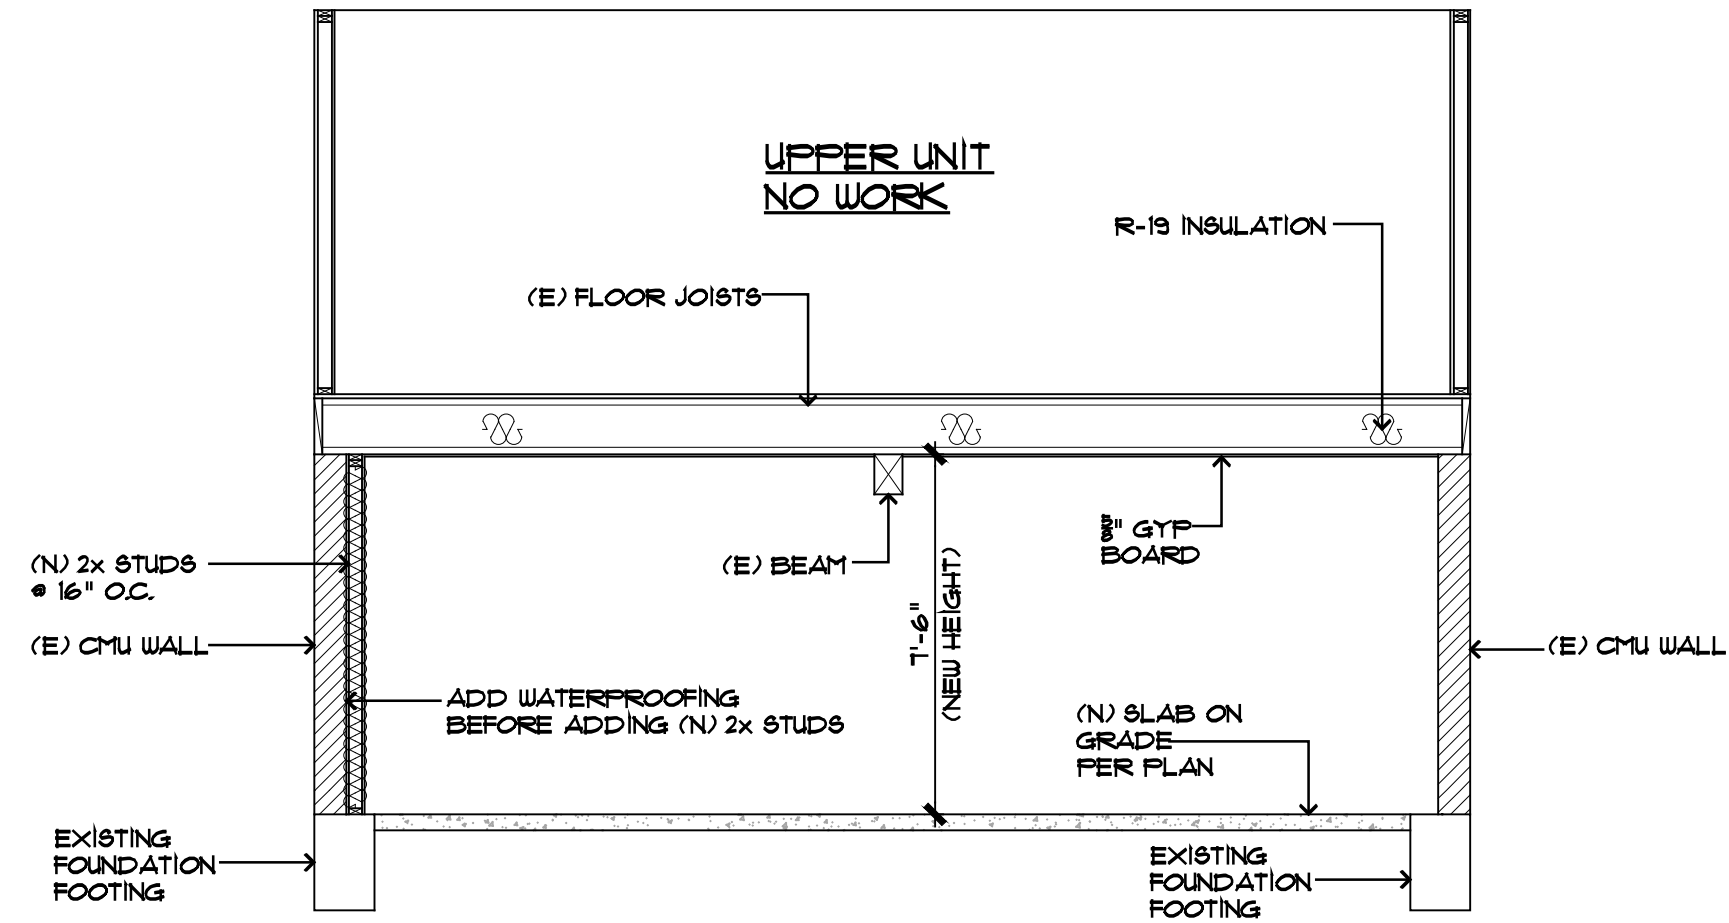 UPPER UNIT
NO WORK
R-19 INSULATION
(E) FLOOR JOISTS
(N) 2x STUDS
@ 16" O.C.
(E) BEAM
GYP
BOARD
7'-6"
(NEW HEIGHT)
(E) CMU WALL
(E) CMU WALL
ADD WATERPROOFING
BEFORE ADDING (N) 2x STUDS
(N) SLAB ON
GRADE
PER PLAN
EXISTING
FOUNDATION
FOOTING
EXISTING
FOUNDATION
FOOTING